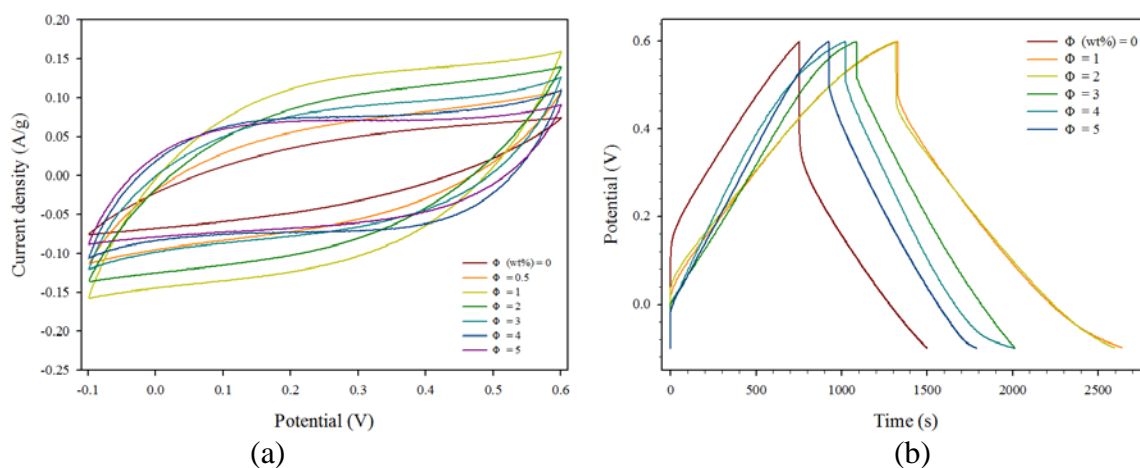 0.20
0.15
0.10
0.05
0.00
-0.05
-0.10
-0.15
-0.20
-0.25
Current density (A/g)
Φ (wt%) = 0
Φ = 0.5
Φ = 1
Φ = 2
Φ = 3
Φ = 4
Φ = 5
-0.1 0.0 0.1 0.2 0.3 0.4 0.5 0.6
Potential (V)
(a)
0.6
0.4
0.2
0.0
Potential (V)
Φ (wt%) = 0
Φ = 1
Φ = 2
Φ = 3
Φ = 4
Φ = 5
0 500 1000 1500 2000 2500
Time (s)
(b)